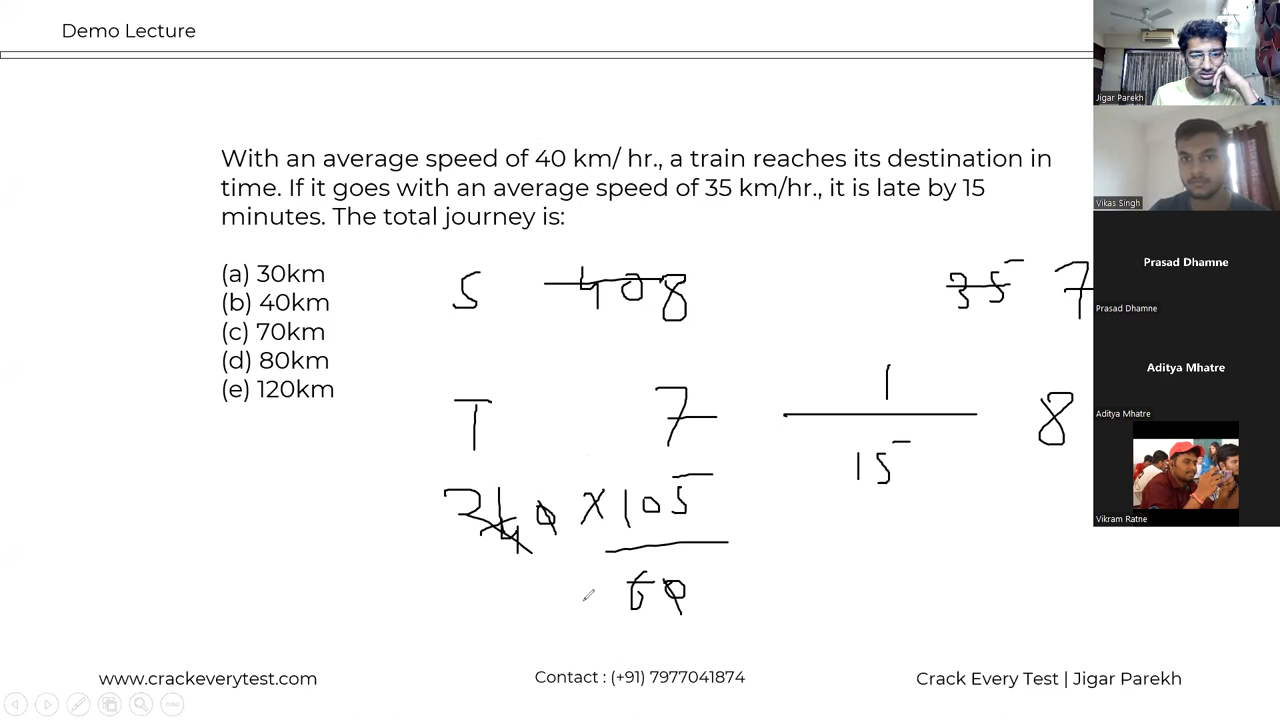 Demo Lecture
With an average speed of 40 km/ hr., a train reaches its destination in
time. If it goes with an average speed of 35 km/hr., it is late by 15
minutes. The total journey is:
(a) 30km
(b) 40km
(c) 70km
(d) 80km
(e) 120km
S 40 8 35 7
1
T 7 8
15
240 X 105
60
Jigar Parekh
Vikas Singh
Prasad Dhamne
Prasad Dhamne
Aditya Mhatre
Aditya Mhatre
Vikram Ratne
www.crackeverytest.com
Contact : (+91) 7977041874
Crack Every Test | Jigar Parekh